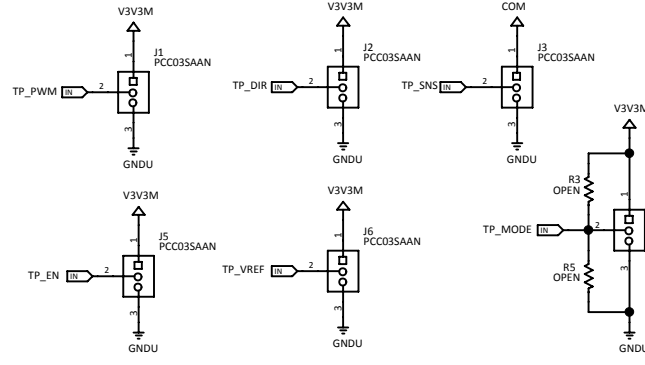 V3V3M
J1
PCC03SAAN
1
TP_PWM
IN
2
3
GNDU
V3V3M
J2
PCC03SAAN
1
TP_DIR
IN
2
3
GNDU
COM
J3
PCC03SAAN
1
TP_SNS
IN
2
3
GNDU
V3V3M
R3
OPEN
1
TP_MODE
IN
2
R5
OPEN
3
GNDU
V3V3M
J5
PCC03SAAN
1
TP_EN
IN
2
3
GNDU
V3V3M
J6
PCC03SAAN
1
TP_VREF
IN
2
3
GNDU